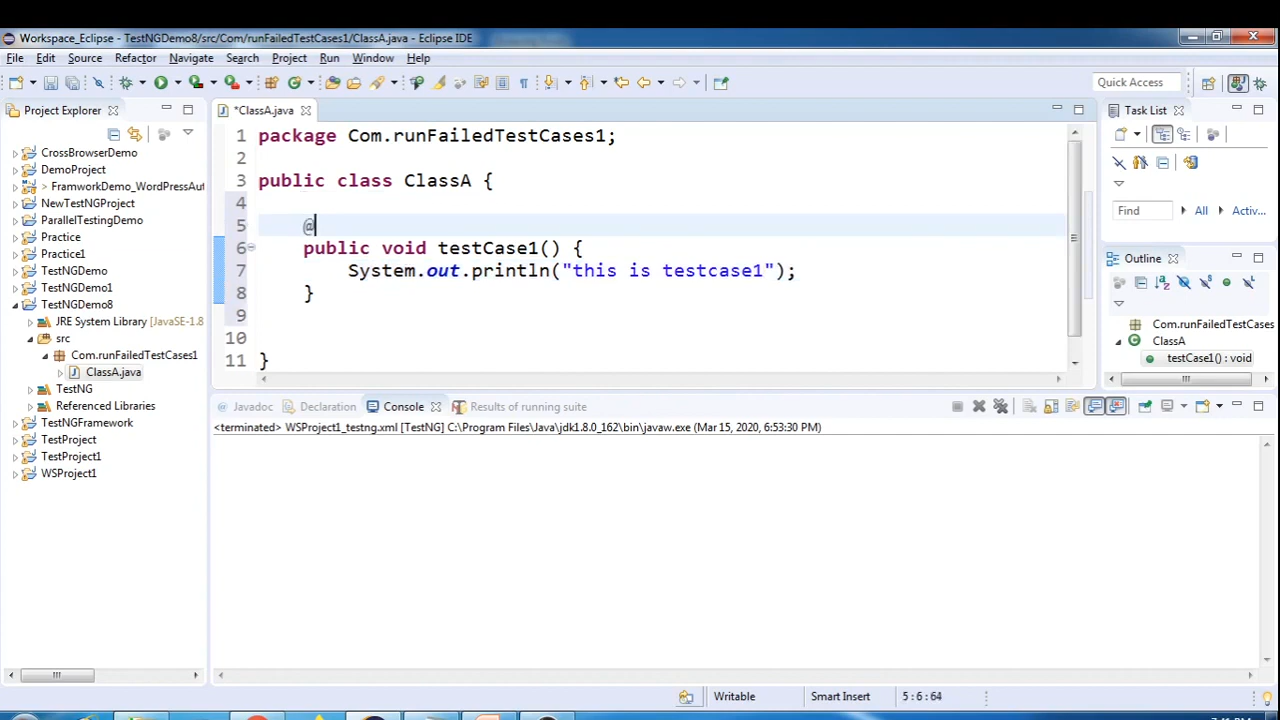 Workspace_Eclipse - TestNGDemo8/src/Com/runFailedTestCases1/ClassA.java - Eclipse IDE
File Edit Source Refactor Navigate Search Project Run Window Help
Quick Access
Project Explorer
*ClassA.java
Task List
CrossBrowserDemo
DemoProject
> FramworkDemo_WordPressAut
NewTestNGProject
ParallelTestingDemo
Practice
Practice1
TestNGDemo
TestNGDemo1
TestNGDemo8
JRE System Library [JavaSE-1.8
src
Com.runFailedTestCases1
ClassA.java
TestNG
Referenced Libraries
TestNGFramework
TestProject
TestProject1
WSProject1
1 package Com.runFailedTestCases1;
2
3 public class ClassA {
4
5 @
6 public void testCase1() {
7 System.out.println("this is testcase1");
8 }
9
10
11 }
Find All Activ...
Outline
Com.runFailedTestCases
ClassA
testCase1() : void
@ Javadoc Declaration Console Results of running suite
<terminated> WSProject1_testng.xml [TestNG] C:\Program Files\Java\jdk1.8.0_162\bin\javaw.exe (Mar 15, 2020, 6:53:30 PM)
Writable Smart Insert 5 : 6 : 64